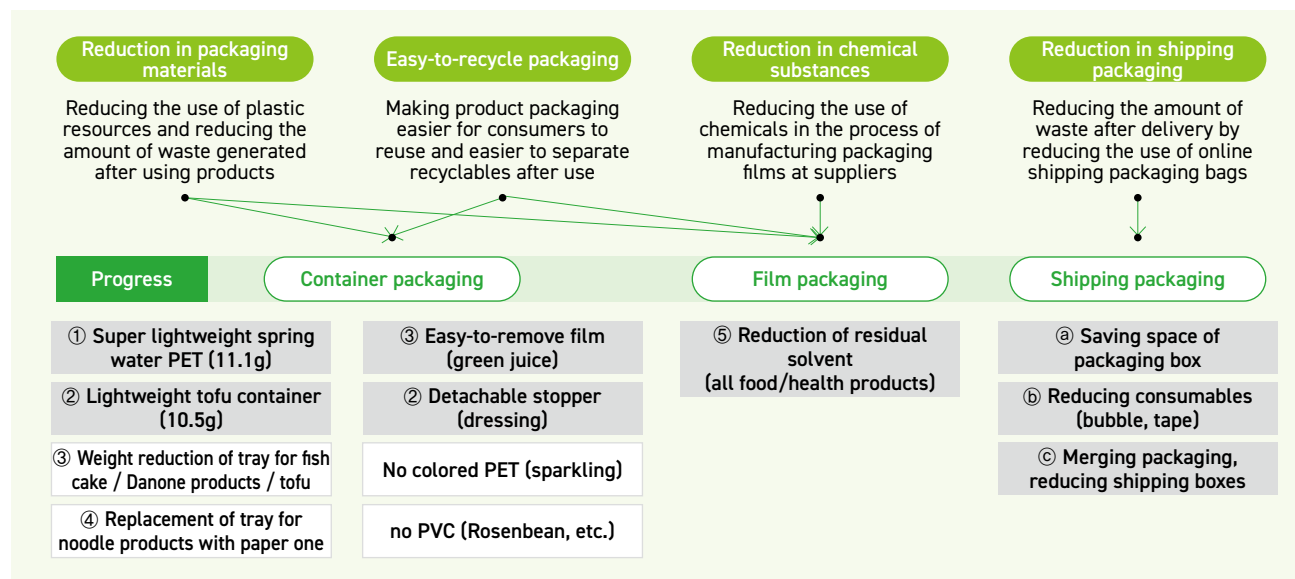 Reduction in packaging
materials
Reducing the use of plastic
resources and reducing the
amount of waste generated
after using products
Easy-to-recycle packaging
Making product packaging
easier for consumers to
reuse and easier to separate
recyclables after use
Reduction in chemical
substances
Reducing the use of
chemicals in the process of
manufacturing packaging
films at suppliers
Reduction in shipping
packaging
Reducing the amount of
waste after delivery by
reducing the use of online
shipping packaging bags
Progress
Container packaging
Film packaging
Shipping packaging
① Super lightweight spring
water PET (11.1g)
② Lightweight tofu container
(10.5g)
③ Weight reduction of tray for fish
cake / Danone products / tofu
④ Replacement of tray for
noodle products with paper one
③ Easy-to-remove film
(green juice)
② Detachable stopper
(dressing)
No colored PET (sparkling)
no PVC (Rosenbean, etc.)
⑤ Reduction of residual
solvent
(all food/health products)
ⓐ Saving space of
packaging box
ⓑ Reducing consumables
(bubble, tape)
ⓒ Merging packaging,
reducing shipping boxes